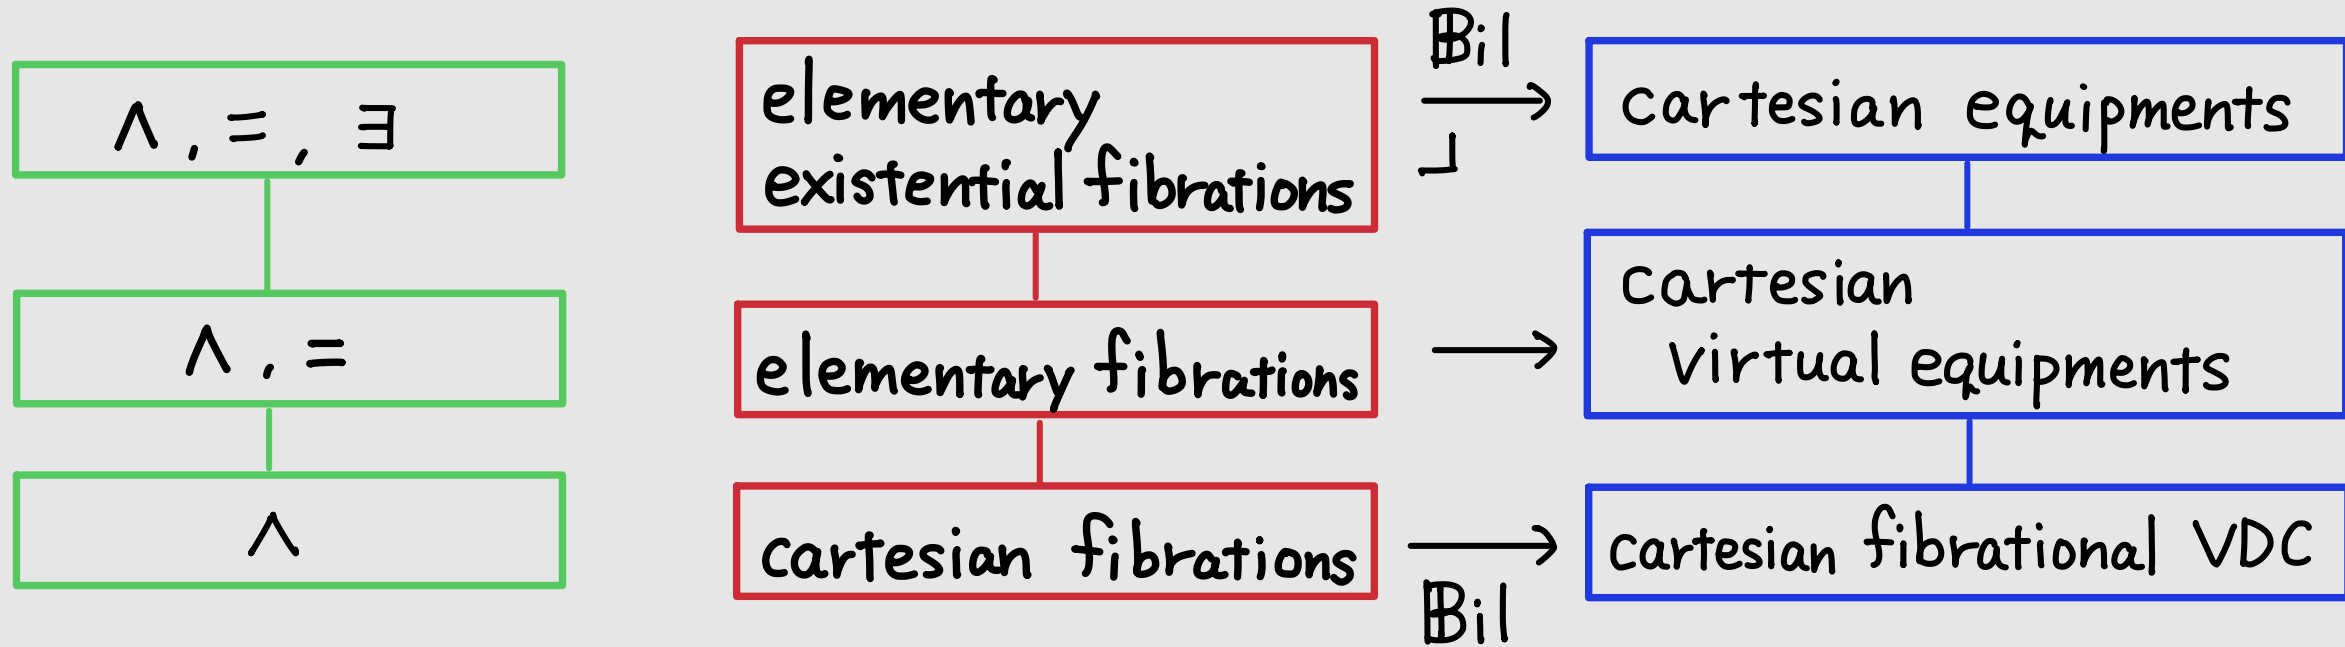 ∧, =, ∃
∧, =
∧
elementary
existential fibrations
elementary fibrations
cartesian fibrations
𝔹il
𝔹il
cartesian equipments
cartesian
virtual equipments
cartesian fibrational VDC